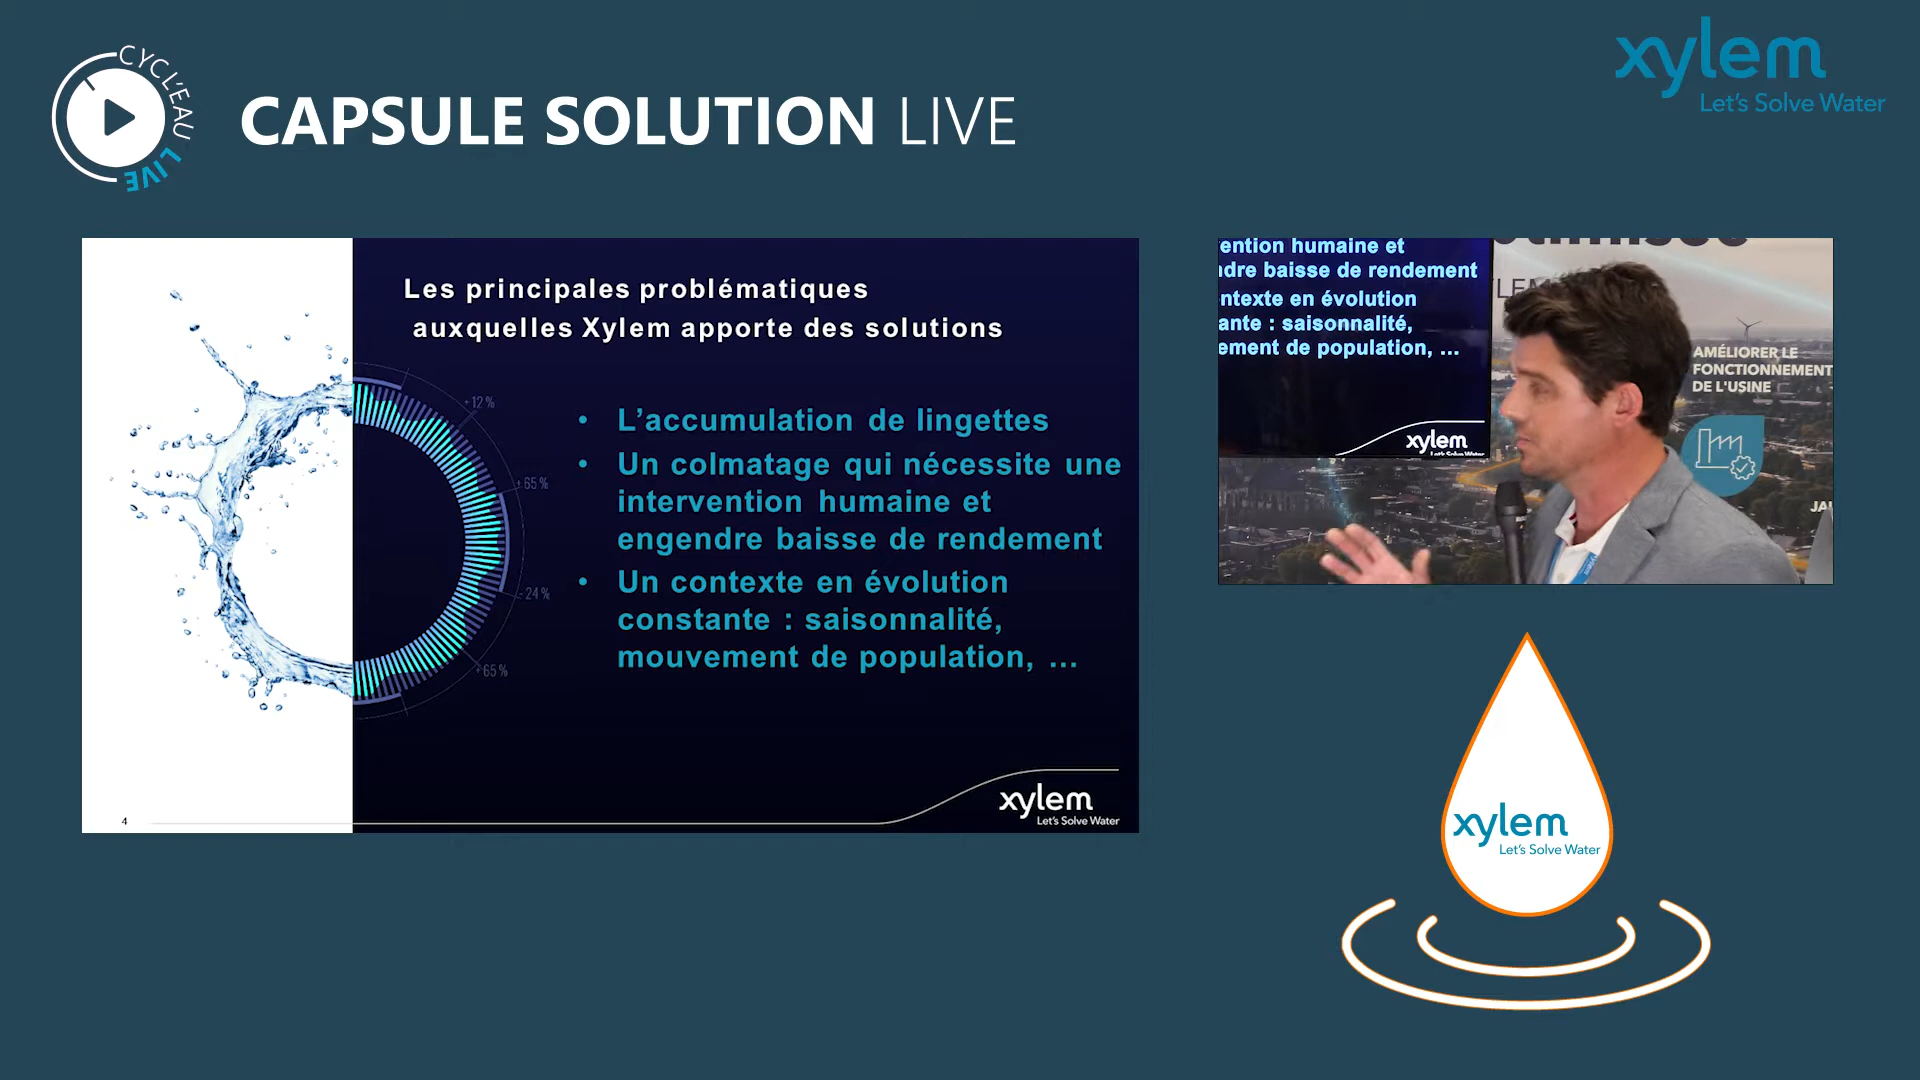 CYCL'EAU LIVE
CAPSULE SOLUTION LIVE
xylem
Let's Solve Water
Les principales problématiques
auxquelles Xylem apporte des solutions
+12%
+65%
-24%
+65%
• L’accumulation de lingettes
• Un colmatage qui nécessite une
intervention humaine et
engendre baisse de rendement
• Un contexte en évolution
constante : saisonnalité,
mouvement de population, ...
4
xylem
Let's Solve Water
ention humaine et
dre baisse de rendement
ntexte en évolution
ante : saisonnalité,
ement de population, ...
xylem
AMÉLIORER LE
FONCTIONNEMENT
DE L'USINE
xylem
Let's Solve Water